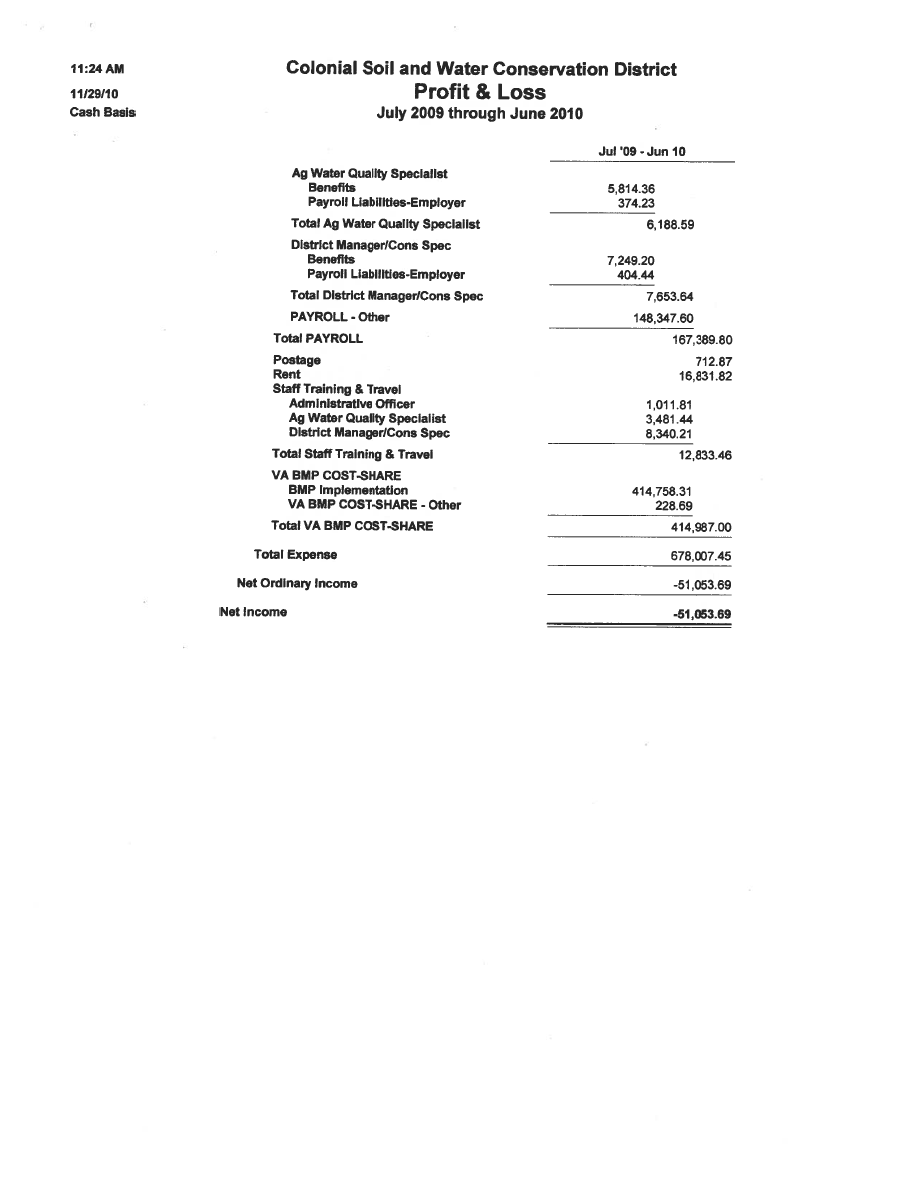 11:24 AM
11/29/10
Cash Basis
Colonial Soil and Water Conservation District
Profit & Loss
July 2009 through June 2010
Jul '09 - Jun 10
Ag Water Quality Specialist
Benefits 5,814.36
Payroll Liabilities-Employer 374.23
Total Ag Water Quality Specialist 6,188.59
District Manager/Cons Spec
Benefits 7,249.20
Payroll Liabilities-Employer 404.44
Total District Manager/Cons Spec 7,653.64
PAYROLL - Other 148,347.60
Total PAYROLL 167,389.80
Postage 712.87
Rent 16,831.82
Staff Training & Travel
Administrative Officer 1,011.81
Ag Water Quality Specialist 3,481.44
District Manager/Cons Spec 8,340.21
Total Staff Training & Travel 12,833.46
VA BMP COST-SHARE
BMP Implementation 414,758.31
VA BMP COST-SHARE - Other 228.69
Total VA BMP COST-SHARE 414,987.00
Total Expense 678,007.45
Net Ordinary Income -51,053.69
Net Income -51,053.69